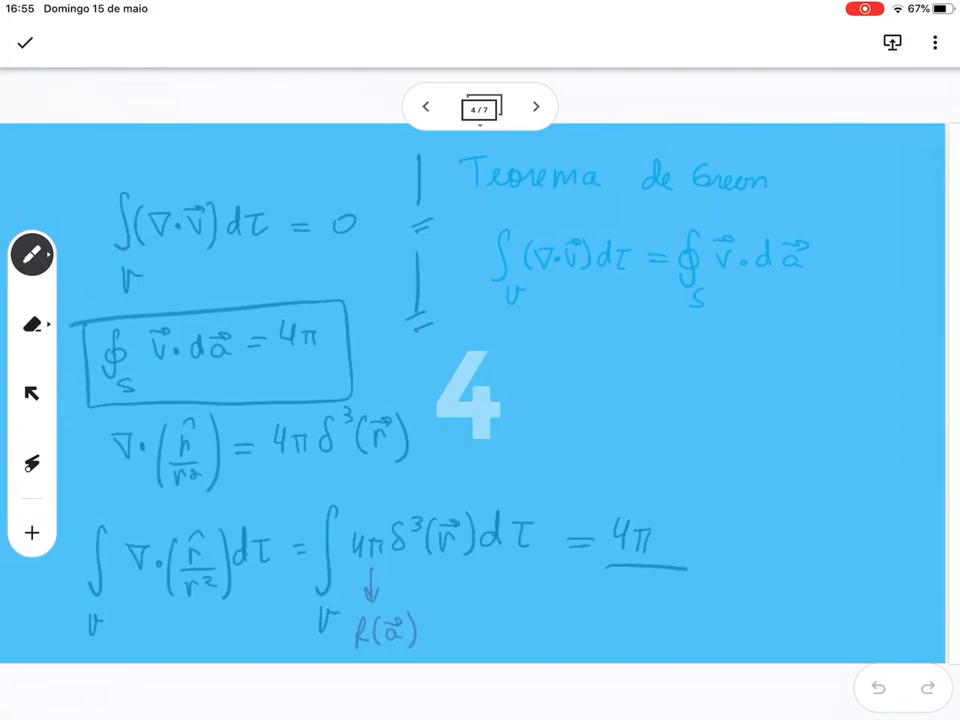 16:55 Domingo 15 de maio 67%
4 / 7
Teorema de Green
∫(∇·v⃗)dτ = 0
V
≠
∫(∇·v⃗)dτ = ∮ v⃗·da⃗
V S
∮ v⃗·da⃗ = 4π
S
4
∇·(r̂/r²) = 4πδ³(r⃗)
∫ ∇·(r̂/r²)dτ = ∫ 4πδ³(r⃗)dτ = 4π
V V
↓
f(a⃗)